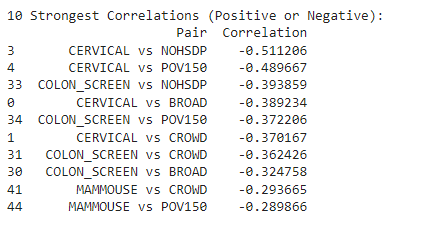 10 Strongest Correlations (Positive or Negative):
Pair Correlation
3 CERVICAL vs NOHSDP -0.511206
4 CERVICAL vs POV150 -0.489667
33 COLON_SCREEN vs NOHSDP -0.393859
0 CERVICAL vs BROAD -0.389234
34 COLON_SCREEN vs POV150 -0.372206
1 CERVICAL vs CROWD -0.370167
31 COLON_SCREEN vs CROWD -0.362426
30 COLON_SCREEN vs BROAD -0.324758
41 MAMMOUSE vs CROWD -0.293665
44 MAMMOUSE vs POV150 -0.289866